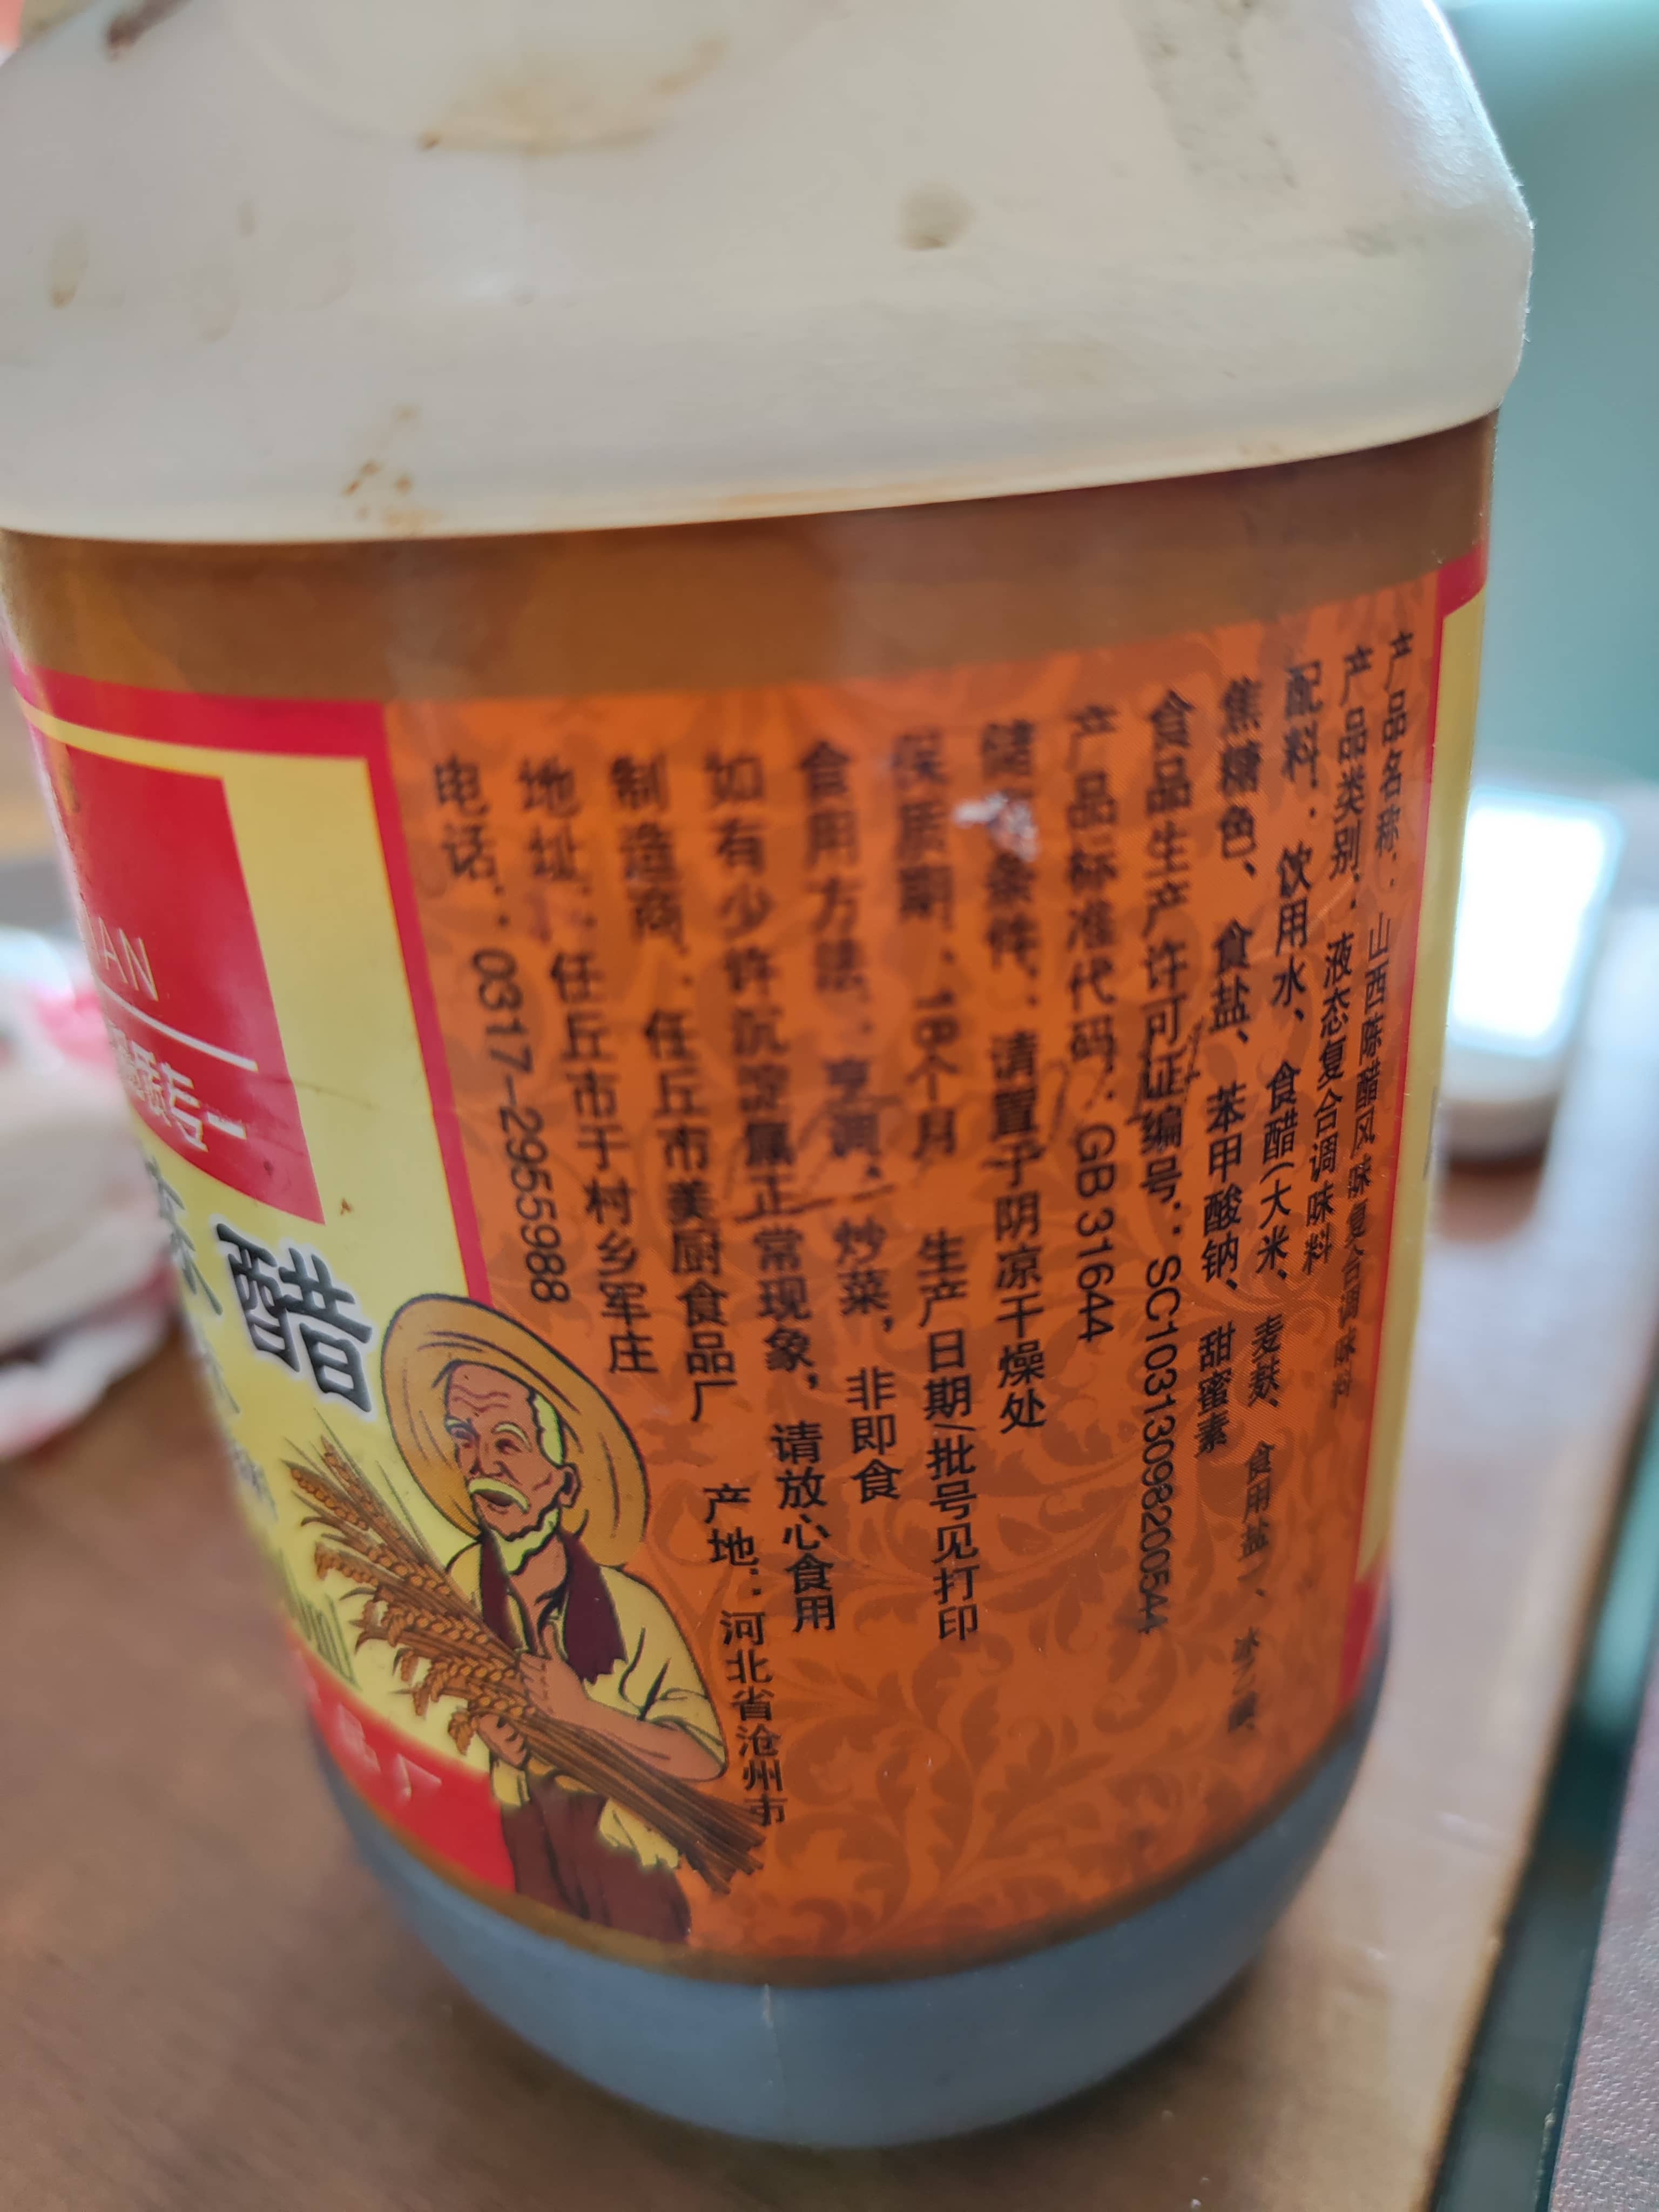 产品名称：山西陈醋风味复合调味料
产品类别：液态复合调味料
配料：饮用水、食醋(大米、麦麸、食用盐)、冰乙酸、
焦糖色、食盐、苯甲酸钠、甜蜜素
食品生产许可证编号：SC10313098200544
产品标准代码：GB 31644
储存条件：请置于阴凉干燥处
保质期：18个月 生产日期/批号见打印
食用方法：烹调、炒菜，非即食
如有少许沉淀属正常现象，请放心食用
制造商：任丘市美厨食品厂 产地：河北省沧州市
地址：任丘市于村乡军庄
电话：0317-2955988
醋